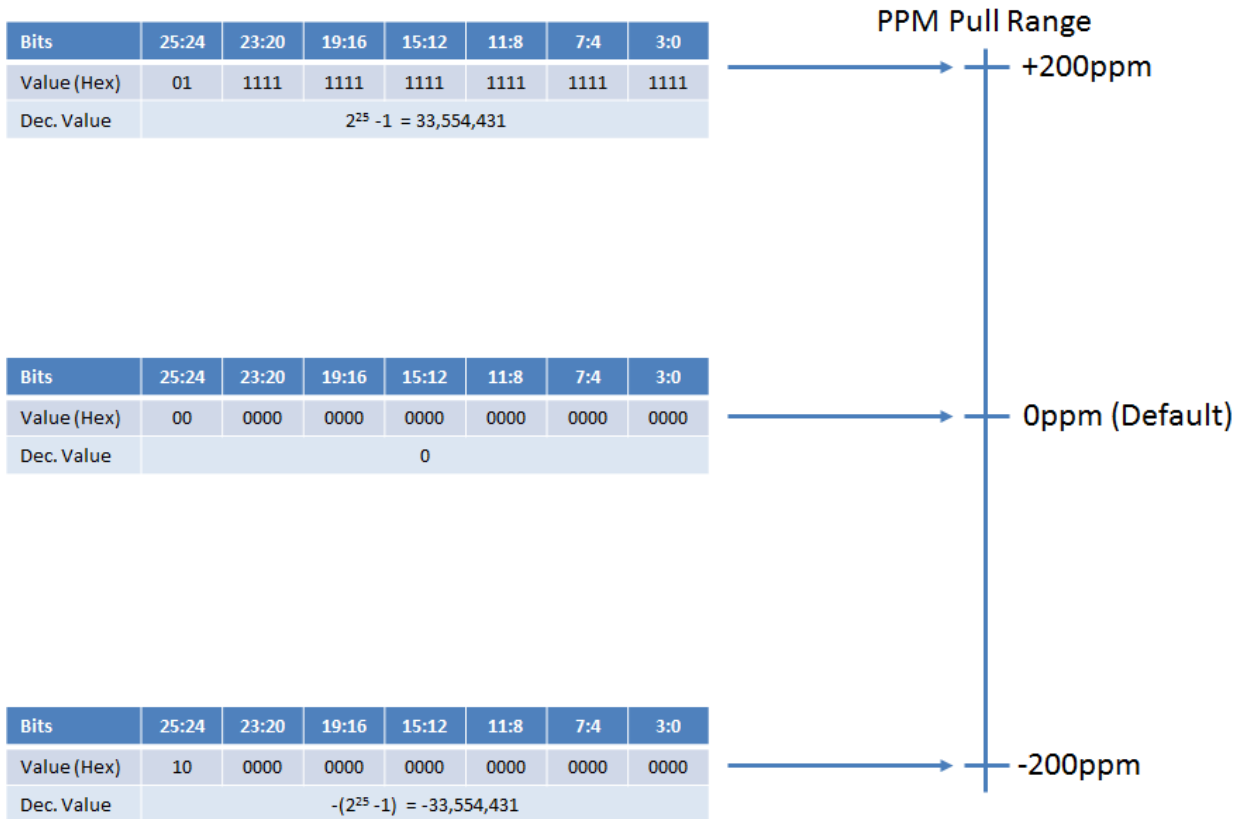 PPM Pull Range
Bits 25:24 23:20 19:16 15:12 11:8 7:4 3:0
Value (Hex) 01 1111 1111 1111 1111 1111 1111
Dec. Value 2²⁵ -1 = 33,554,431
+200ppm
Bits 25:24 23:20 19:16 15:12 11:8 7:4 3:0
Value (Hex) 00 0000 0000 0000 0000 0000 0000
Dec. Value 0
0ppm (Default)
Bits 25:24 23:20 19:16 15:12 11:8 7:4 3:0
Value (Hex) 10 0000 0000 0000 0000 0000 0000
Dec. Value -(2²⁵ -1) = -33,554,431
-200ppm